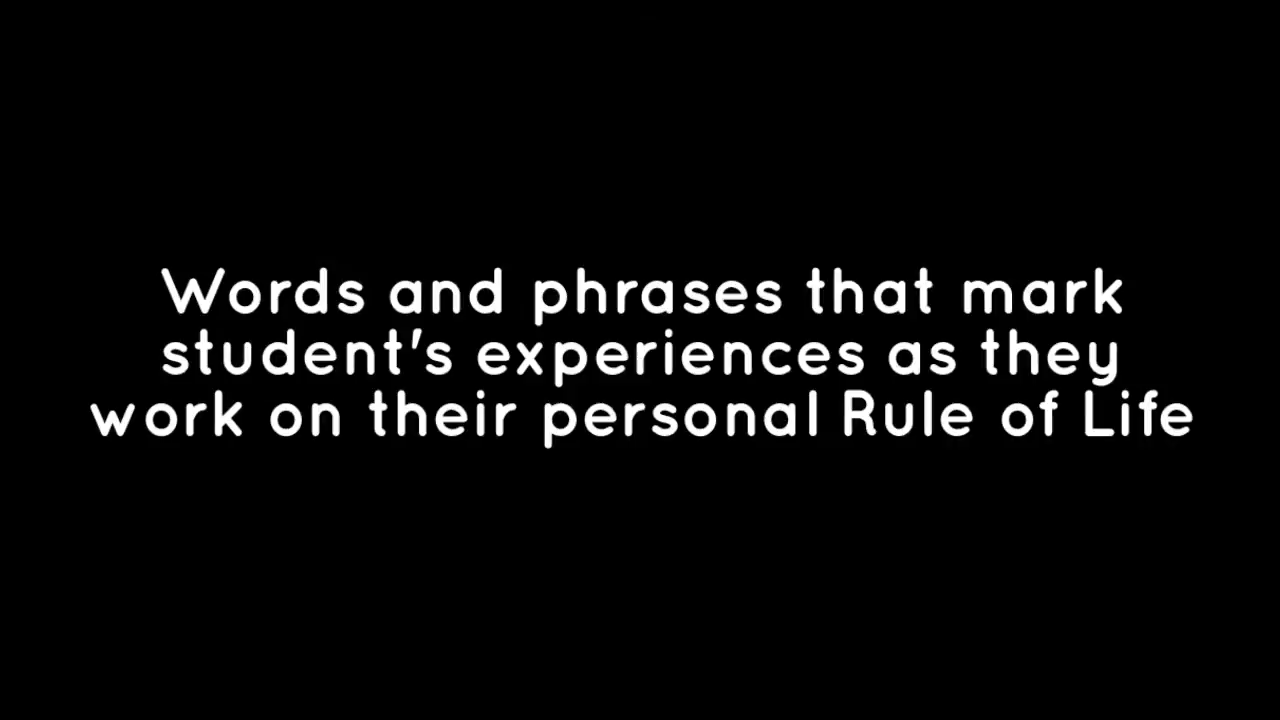 Words and phrases that mark
student's experiences as they
work on their personal Rule of Life